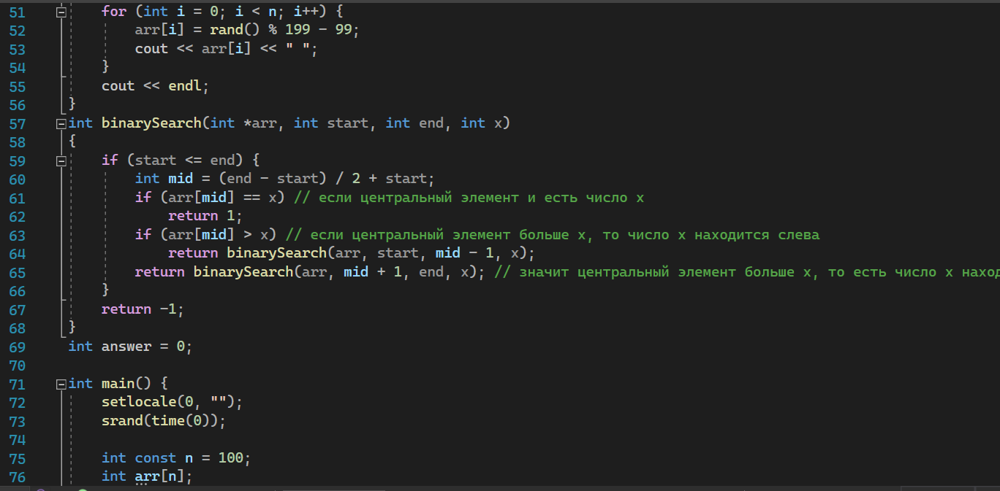 51 for (int i = 0; i < n; i++) {
52 arr[i] = rand() % 199 - 99;
53 cout << arr[i] << " ";
54 }
55 cout << endl;
56 }
57 int binarySearch(int *arr, int start, int end, int x)
58 {
59 if (start <= end) {
60 int mid = (end - start) / 2 + start;
61 if (arr[mid] == x) // если центральный элемент и есть число x
62 return 1;
63 if (arr[mid] > x) // если центральный элемент больше x, то число x находится слева
64 return binarySearch(arr, start, mid - 1, x);
65 return binarySearch(arr, mid + 1, end, x); // значит центральный элемент больше x, то есть число x
66 }
67 return -1;
68 }
69 int answer = 0;
70
71 int main() {
72 setlocale(0, "");
73 srand(time(0));
74
75 int const n = 100;
76 int arr[n];